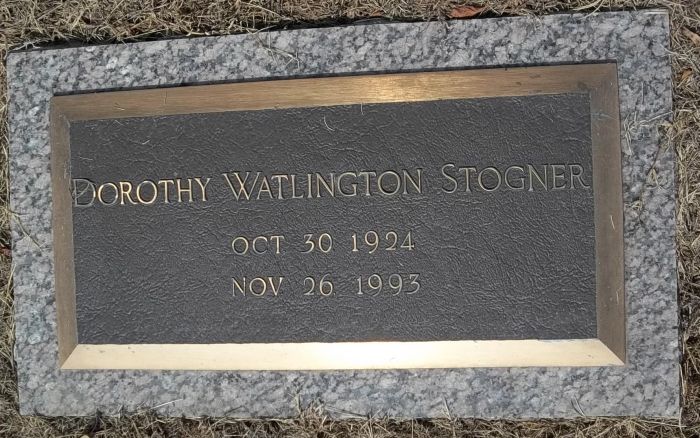 DOROTHY WATLINGTON STOGNER
OCT 30 1924
NOV 26 1993